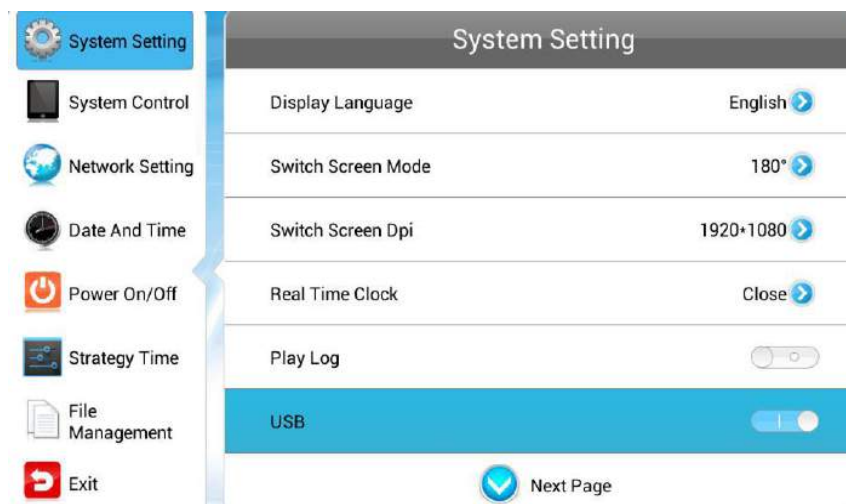 System Setting
System Control
Network Setting
Date And Time
Power On/Off
Strategy Time
File
Management
Exit
System Setting
Display Language English
Switch Screen Mode 180°
Switch Screen Dpi 1920*1080
Real Time Clock Close
Play Log
USB
Next Page